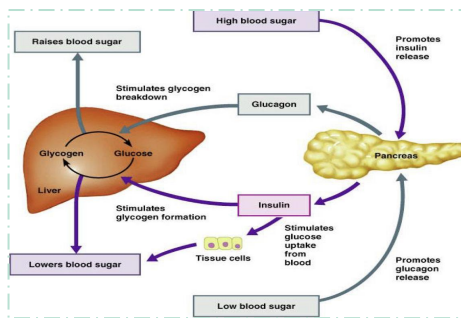 High blood sugar
Raises blood sugar
Promotes
insulin
release
Stimulates glycogen
breakdown
Glucagon
Glycogen
Glucose
Pancreas
Liver
Stimulates
glycogen formation
Insulin
Stimulates
glucose
uptake
from
blood
Tissue cells
Lowers blood sugar
Promotes
glucagon
release
Low blood sugar